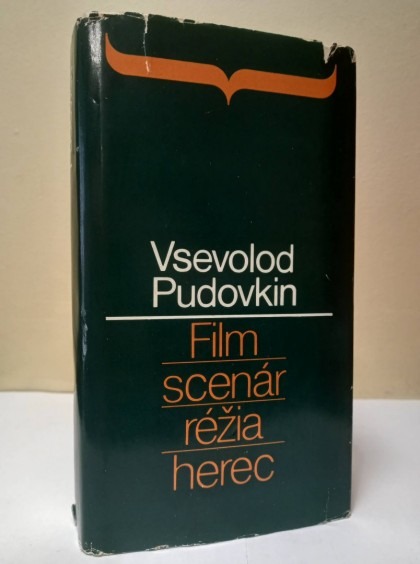 Vsevolod
Pudovkin
Film
scenár
réžia
herec